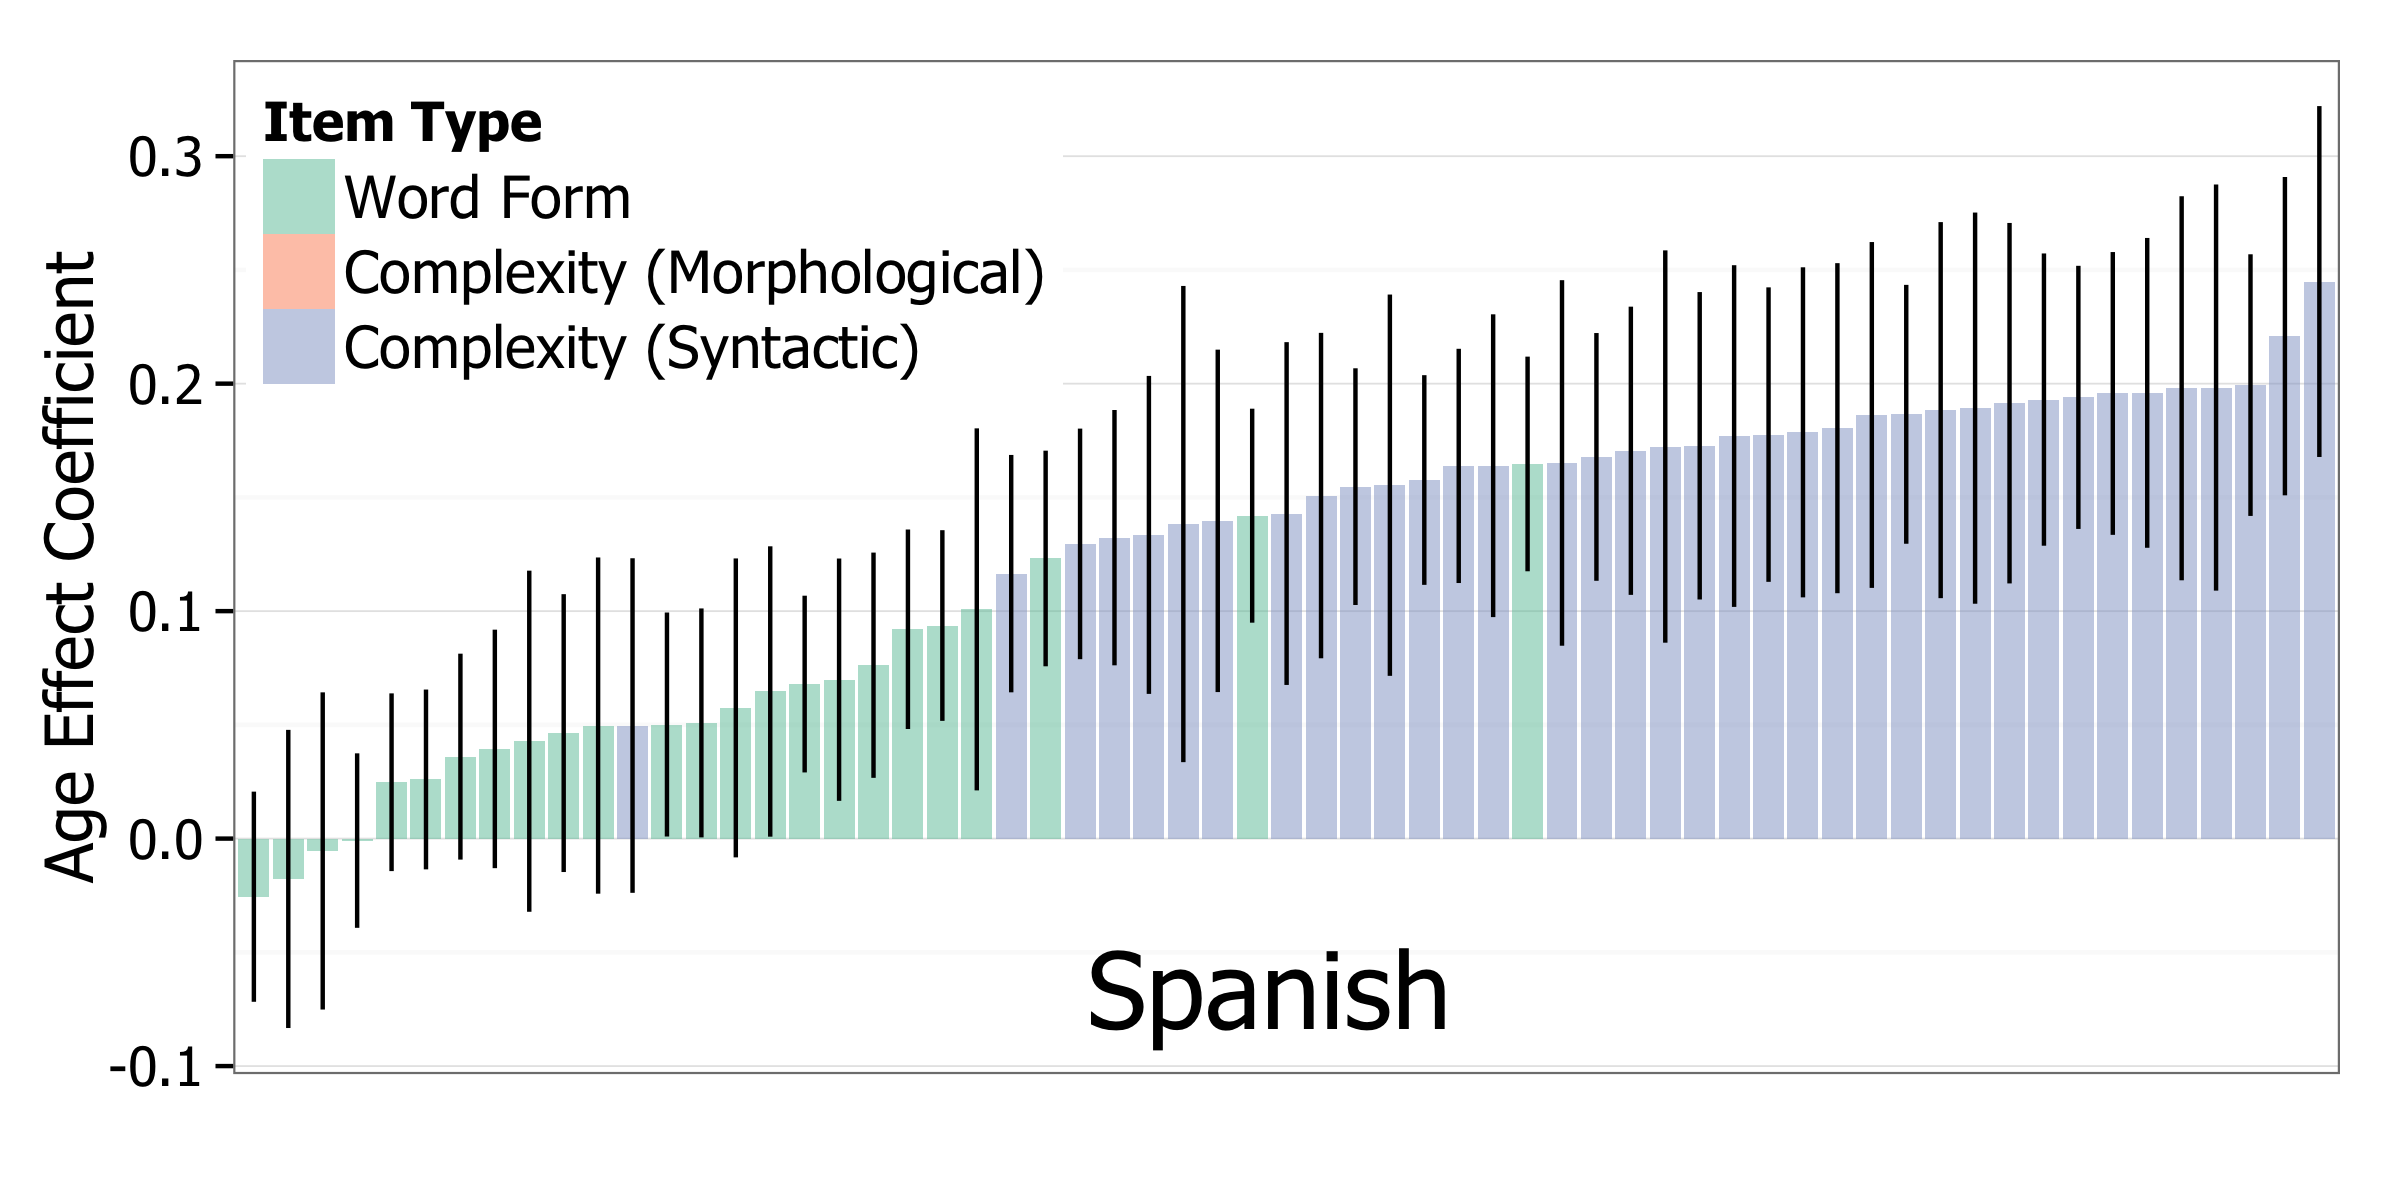 Item Type
Word Form
Complexity (Morphological)
Complexity (Syntactic)
Age Effect Coefficient
0.3
0.2
0.1
0.0
-0.1
Spanish